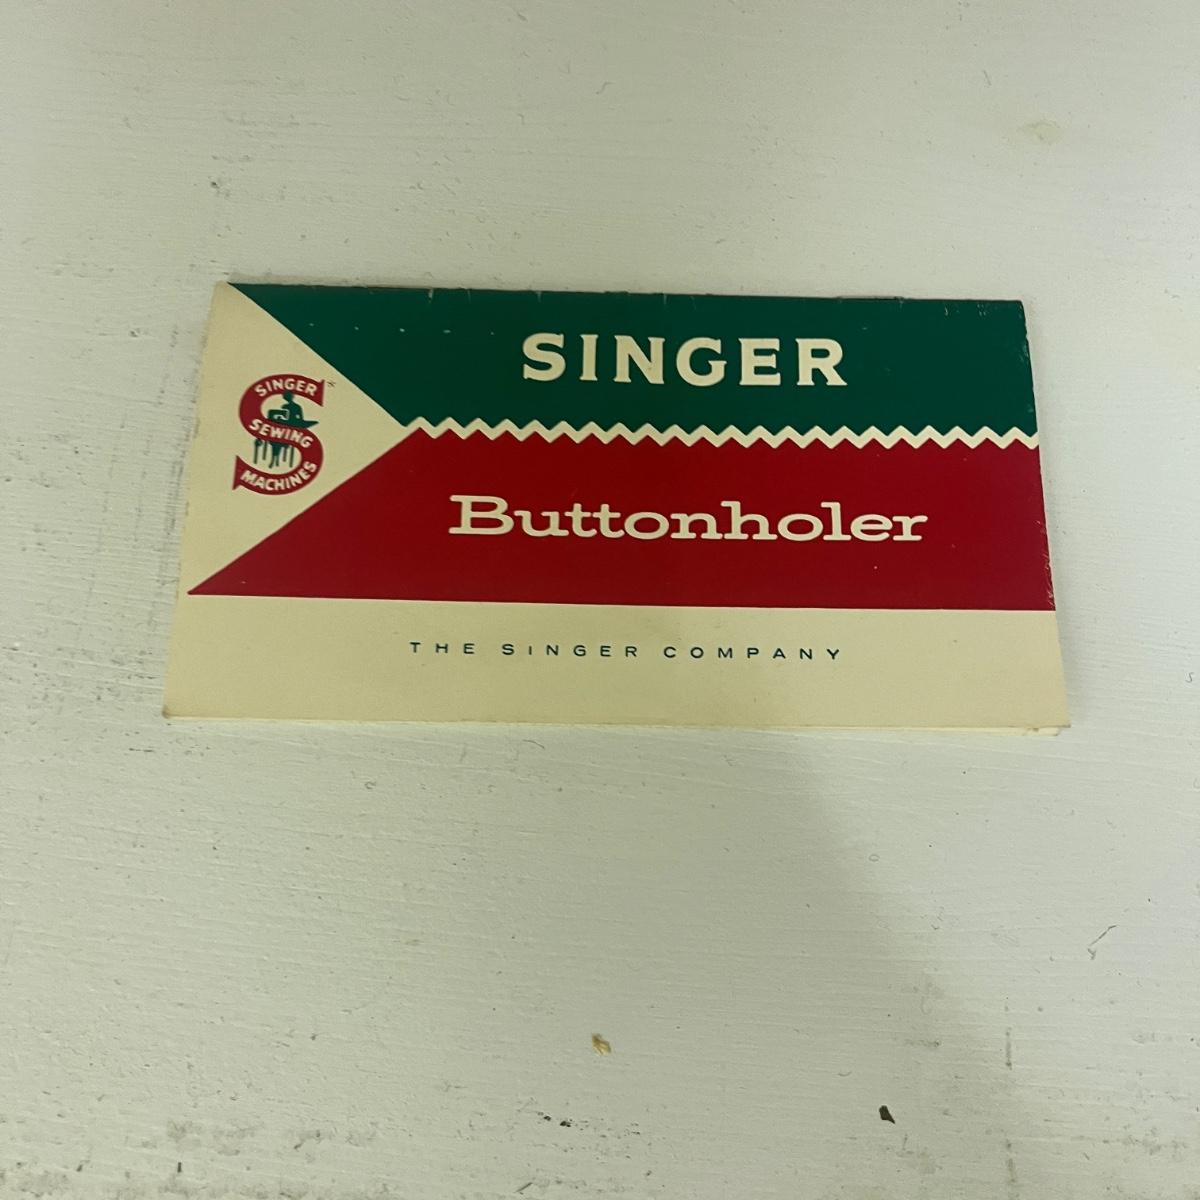 SINGER
SINGER*
SEWING
MACHINES
Buttonholer
THE SINGER COMPANY